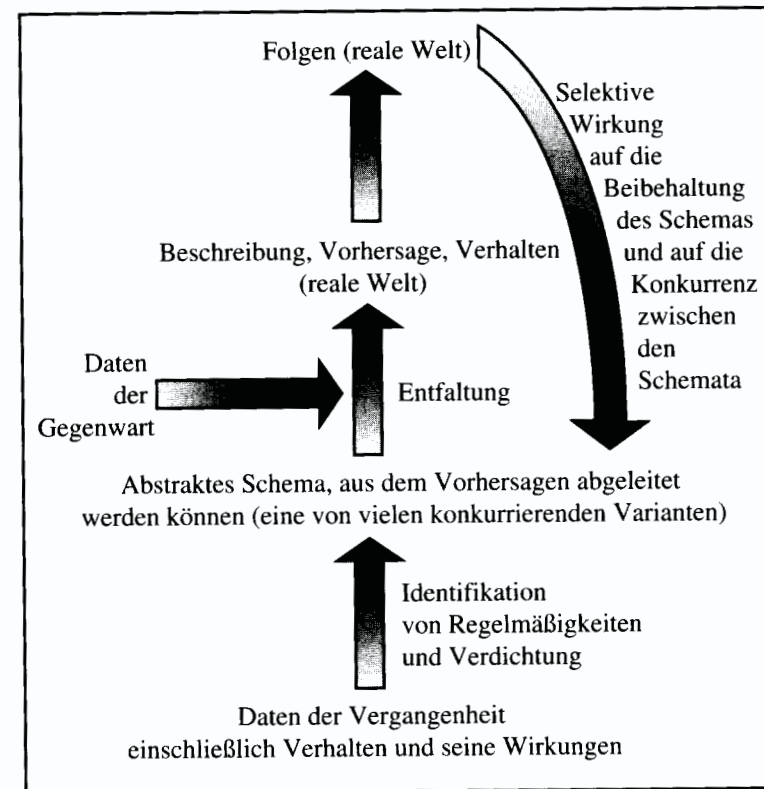 Folgen (reale Welt)
Selektive
Wirkung
auf die
Beibehaltung
des Schemas
und auf die
Konkurrenz
zwischen
den
Schemata
Beschreibung, Vorhersage, Verhalten
(reale Welt)
Daten
der
Gegenwart
Entfaltung
Abstraktes Schema, aus dem Vorhersagen abgeleitet
werden können (eine von vielen konkurrierenden Varianten)
Identifikation
von Regelmäßigkeiten
und Verdichtung
Daten der Vergangenheit
einschließlich Verhalten und seine Wirkungen